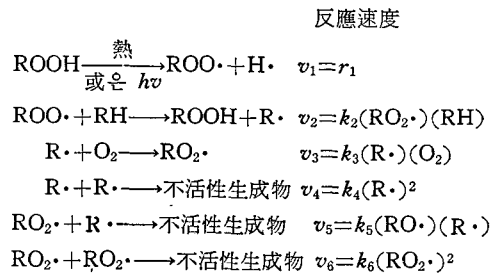 反應速度
ROOH 熱 或은 hν ⟶ ROO·+H· v₁=r₁
ROO·+RH⟶ROOH+R· v₂=k₂(RO₂·)(RH)
R·+O₂⟶RO₂· v₃=k₃(R·)(O₂)
R·+R·⟶不活性生成物 v₄=k₄(R·)²
RO₂·+R·⟶不活性生成物 v₅=k₅(RO·)(R·)
RO₂·+RO₂·⟶不活性生成物 v₆=k₆(RO₂·)²